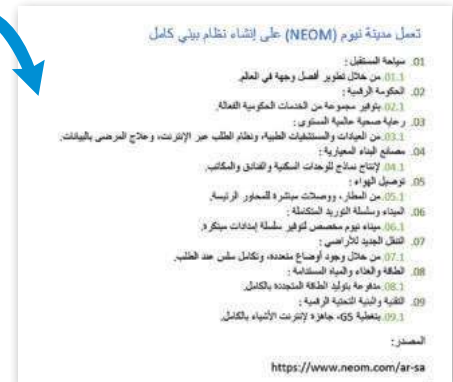 تعمل مدينة نيوم (NEOM) على إنشاء نظام بيئي كامل
01. سياحة المستقبل :
01.1. من خلال تطوير أفضل وجهة في العالم.
02. الحكومة الرقمية :
02.1. بتوفير مجموعة من الخدمات الحكومية الفعالة.
03. رعاية صحية عالمية المستوى :
03.1. من العيادات والمستشفيات الطبية، ونظام الطلب عبر الإنترنت، وعلاج المرضى بالبيانات.
04. مصانع البناء المعيارية :
04.1. لإنتاج نماذج للوحدات السكنية والفنادق والمكاتب.
05. توصيل الهواء :
05.1. من المطار، ووصلات مباشرة للمحاور الرئيسة.
06. الميناء وسلسلة التوريد المتكاملة :
06.1. ميناء نيوم مخصص لتوفير سلسلة إمدادات مبتكرة.
07. التنقل الجديد للأراضي :
07.1. من خلال وجود أوضاع متعددة، وتكامل سلس عند الطلب.
08. الطاقة والغذاء والمياه المستدامة :
08.1. مدفوعة بتوليد الطاقة المتجددة بالكامل.
09. التقنية والبنية التحتية الرقمية :
09.1. بتغطية G5، جاهزة لإنترنت الأشياء بالكامل.
المصدر:
https://www.neom.com/ar-sa